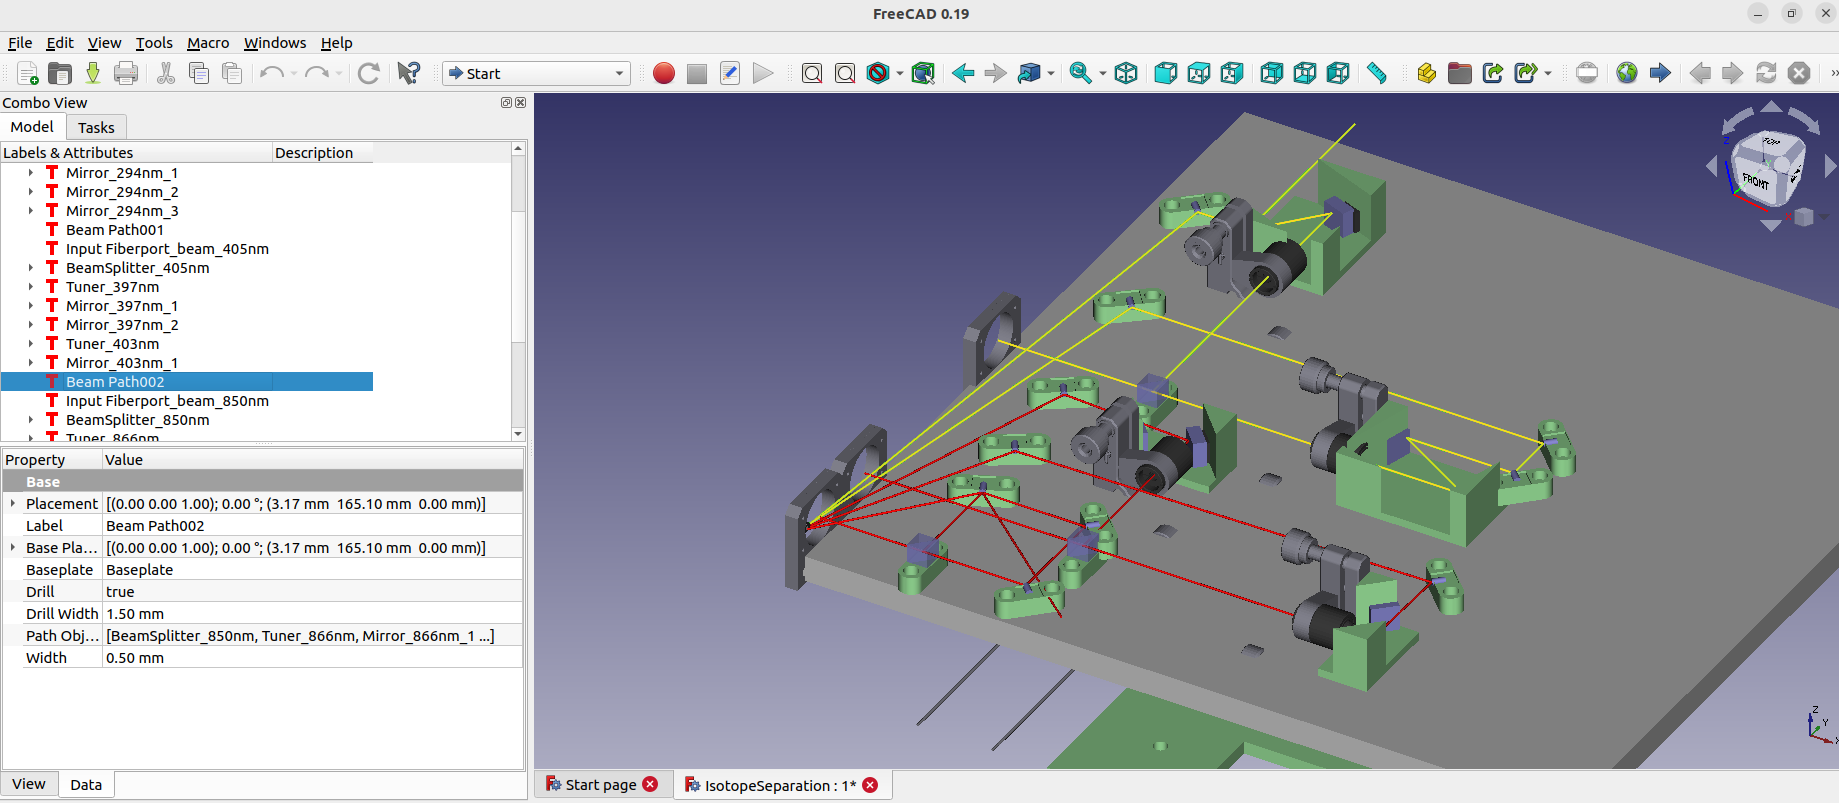 FreeCAD 0.19
File Edit View Tools Macro Windows Help
Start
Combo View
Model Tasks
Labels & Attributes Description
Mirror_294nm_1
Mirror_294nm_2
Mirror_294nm_3
Beam Path001
Input Fiberport_beam_405nm
BeamSplitter_405nm
Tuner_397nm
Mirror_397nm_1
Mirror_397nm_2
Tuner_403nm
Mirror_403nm_1
Beam Path002
Input Fiberport_beam_850nm
BeamSplitter_850nm
Tuner_866nm
Property Value
Base
Placement [(0.00 0.00 1.00); 0.00 °; (3.17 mm 165.10 mm 0.00 mm)]
Label Beam Path002
Base Pla... [(0.00 0.00 1.00); 0.00 °; (3.17 mm 165.10 mm 0.00 mm)]
Baseplate Baseplate
Drill true
Drill Width 1.50 mm
Path Obj... [BeamSplitter_850nm, Tuner_866nm, Mirror_866nm_1 ...]
Width 0.50 mm
View Data
TOP
FRONT
Z
X
Z
Y
X
Start page
IsotopeSeparation : 1*